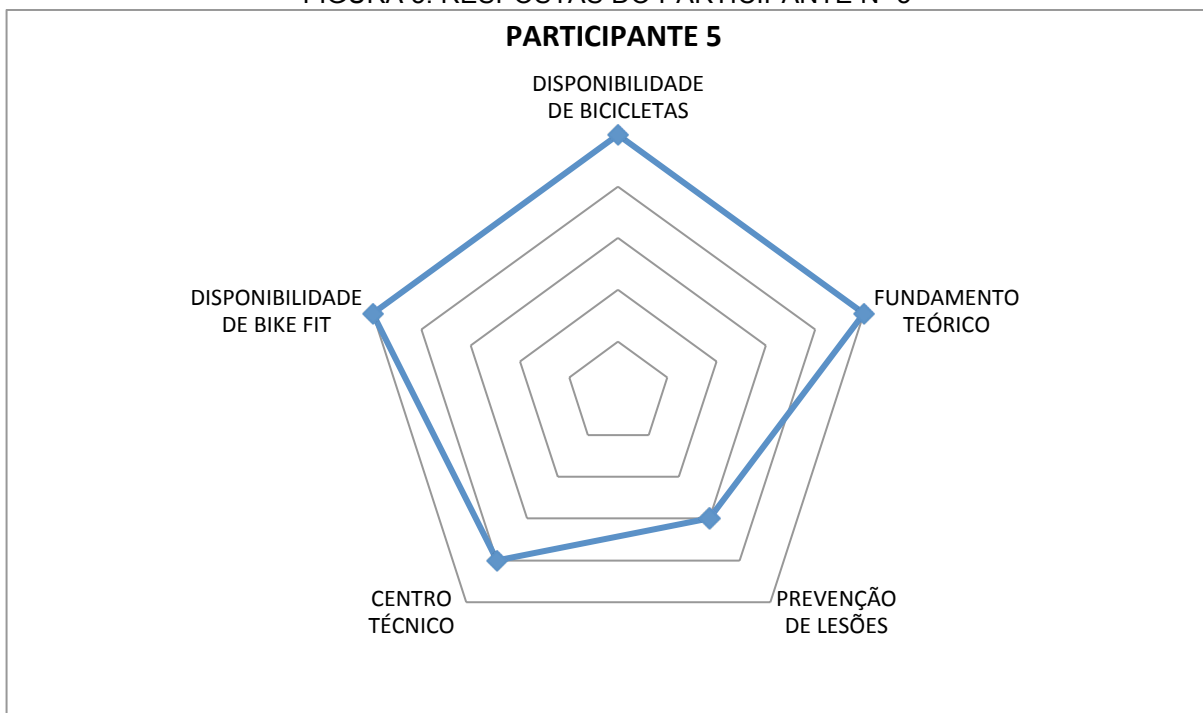 PARTICIPANTE 5
DISPONIBILIDADE
DE BICICLETAS
FUNDAMENTO
TEÓRICO
PREVENÇÃO
DE LESÕES
CENTRO
TÉCNICO
DISPONIBILIDADE
DE BIKE FIT